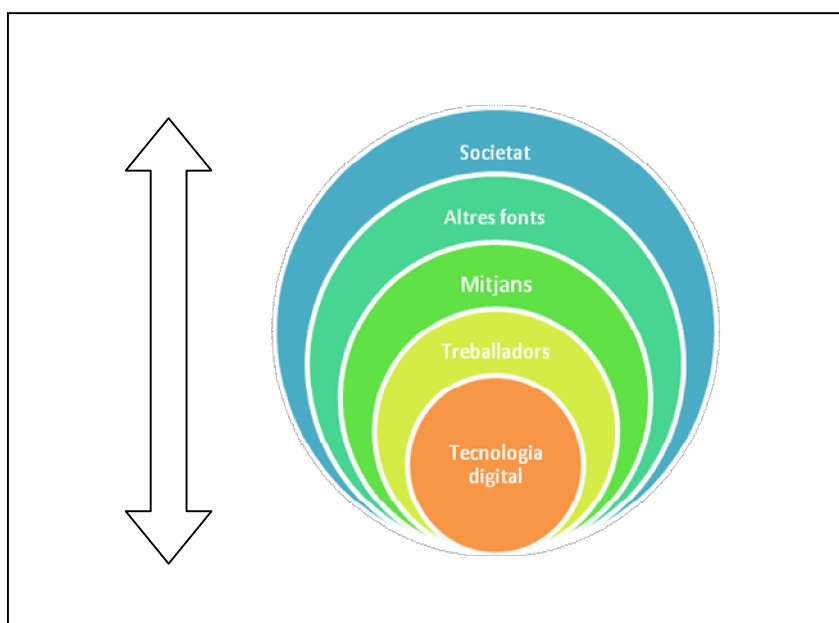 Societat
Altres fonts
Mitjans
Treballadors
Tecnologia
digital